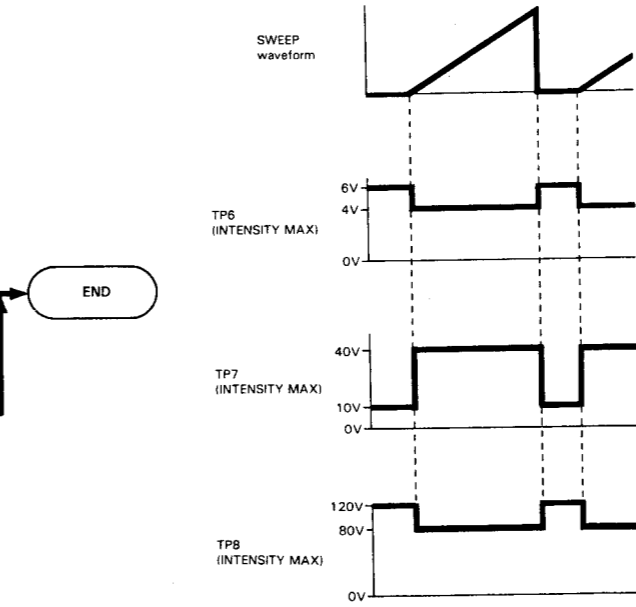 SWEEP
waveform
6V
4V
TP6
(INTENSITY MAX)
0V
END
40V
TP7
(INTENSITY MAX)
10V
0V
120V
80V
TP8
(INTENSITY MAX)
0V